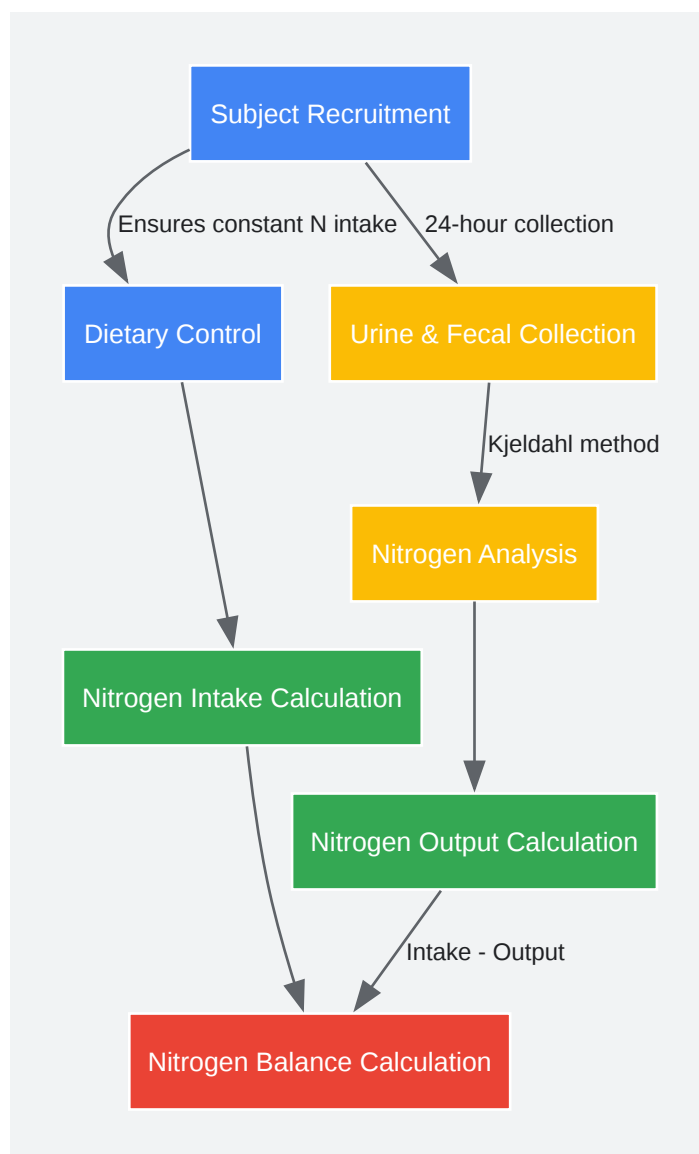 Subject Recruitment
Ensures constant N intake
24-hour collection
Dietary Control
Urine & Fecal Collection
Kjeldahl method
Nitrogen Analysis
Nitrogen Intake Calculation
Nitrogen Output Calculation
Intake - Output
Nitrogen Balance Calculation